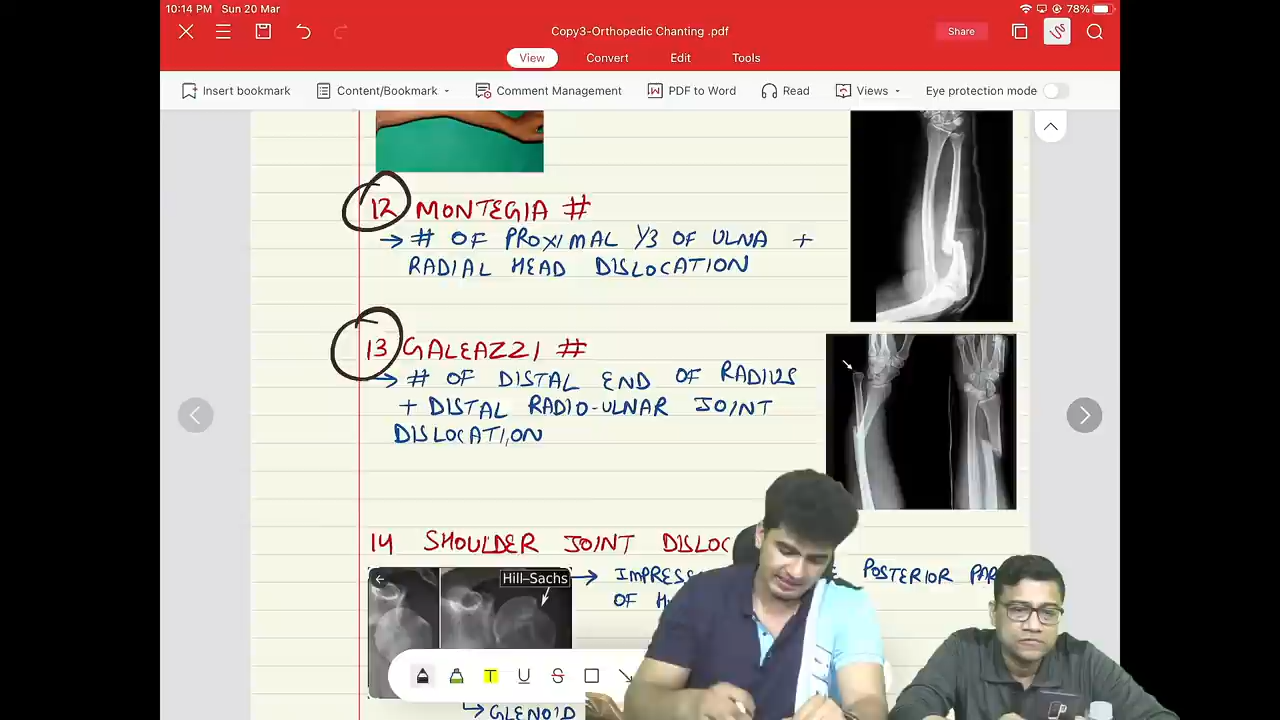 10:14 PM Sun 20 Mar
78%
Copy3-Orthopedic Chanting .pdf
Share
View Convert Edit Tools
Insert bookmark Content/Bookmark Comment Management PDF to Word Read Views Eye protection mode
12 MONTEGIA #
→ # OF PROXIMAL 1/3 OF ULNA +
RADIAL HEAD DISLOCATION
13 GALEAZZI #
→ # OF DISTAL END OF RADIUS
+ DISTAL RADIO-ULNAR JOINT
DISLOCATION
14 SHOULDER JOINT
Hill–Sachs
→ POSTERIOR
OF
T U S
↳ GLENOID